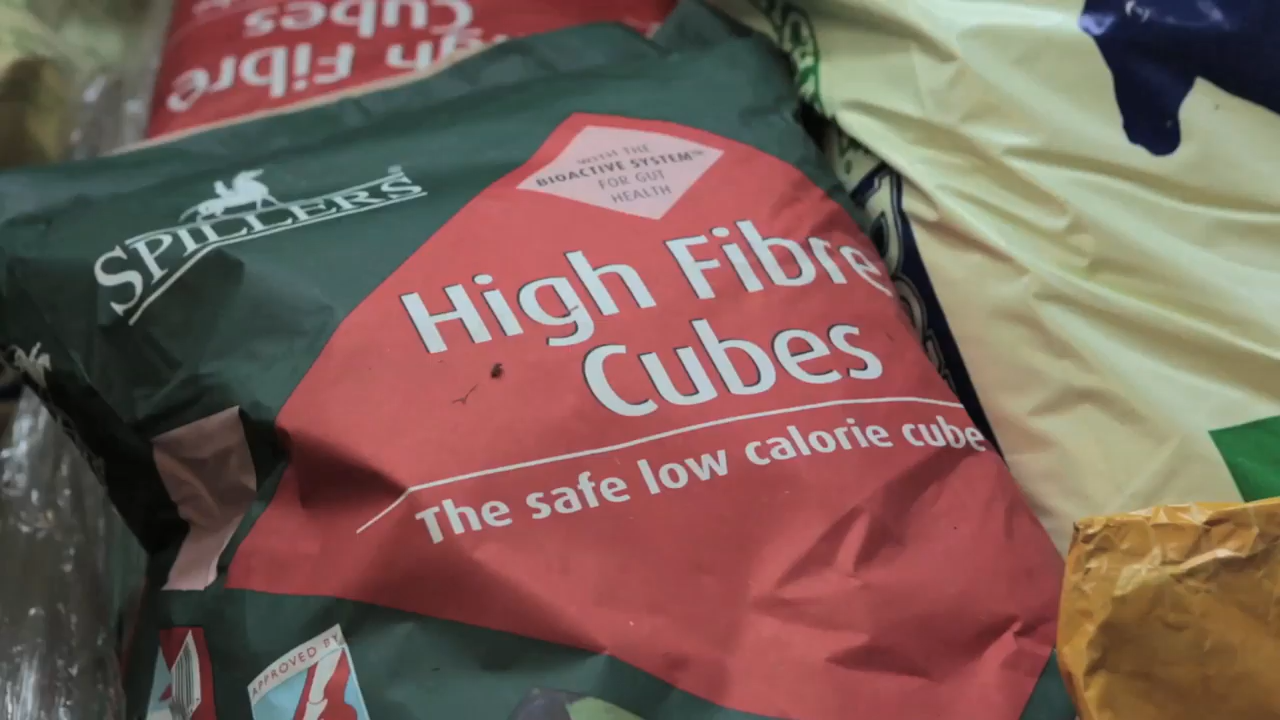 Cubes
High Fibre
SPILLERS
WITH THE
BIOACTIVE SYSTEM™
FOR GUT
HEALTH
High Fibre
Cubes
The safe low calorie cube
APPROVED BY